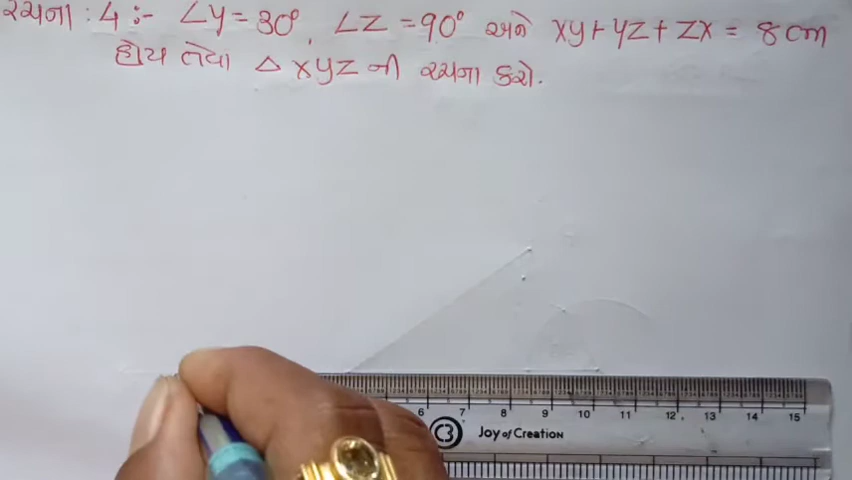 રચના : 4 :- ∠y = 30°, ∠Z = 90° અને xy + yz + zx = 8 cm
હોય તેવા △ xyz ની રચના કરો.
6 7 8 9 10 11 12 13 14 15
C3 Joy of Creation